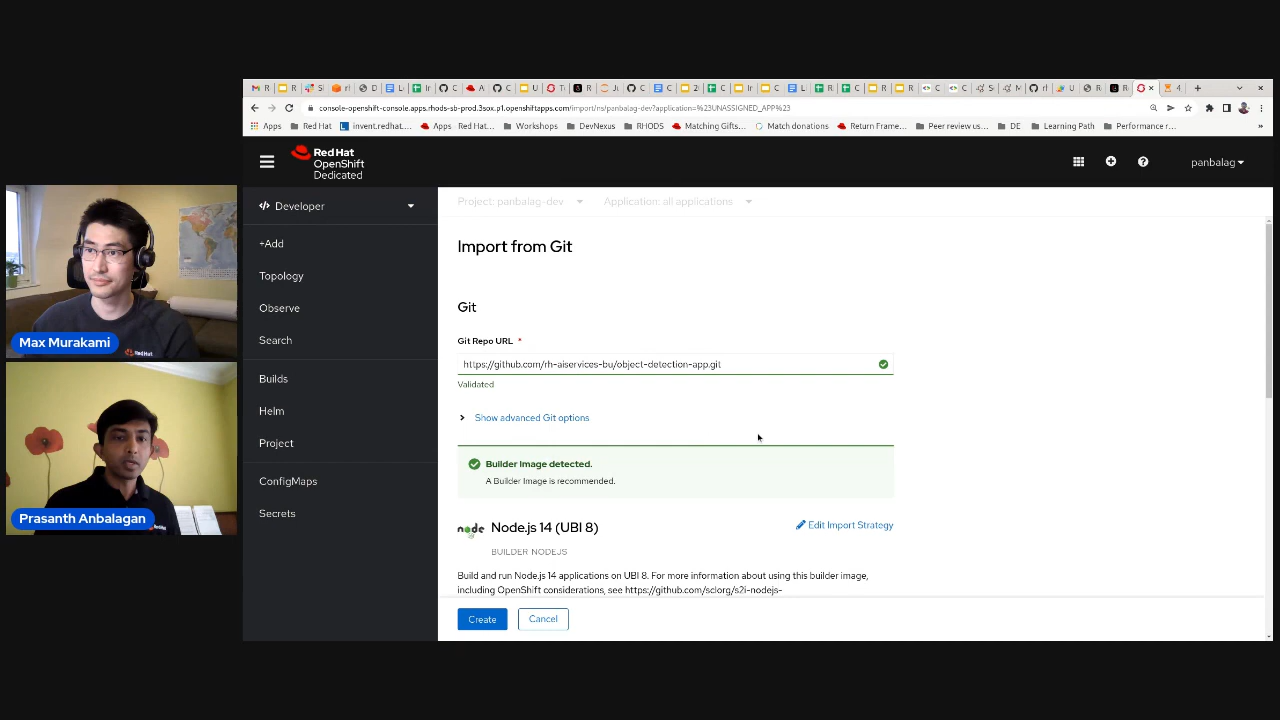 console-openshift-console.apps.rhods-sb-prod.3sox.p1.openshiftapps.com/import/ns/panbalag-dev?application=%23UNASSIGNED_APP%23
Apps Red Hat invent.redhat.... Apps - Red Hat... Workshops DevNexus RHODS Matching Gifts... Match donations Return Frame... Peer review us... DE Learning Path Performance r... »
Red Hat
OpenShift
Dedicated
panbalag
Developer
Project: panbalag-dev Application: all applications
+Add
Topology
Observe
Search
Builds
Helm
Project
ConfigMaps
Secrets
Import from Git
Git
Git Repo URL *
https://github.com/rh-aiservices-bu/object-detection-app.git
Validated
Show advanced Git options
Builder Image detected.
A Builder Image is recommended.
node Node.js 14 (UBI 8)
Edit Import Strategy
BUILDER NODEJS
Build and run Node.js 14 applications on UBI 8. For more information about using this builder image,
including OpenShift considerations, see https://github.com/sclorg/s2i-nodejs-
Create Cancel
Max Murakami
Red Hat
Prasanth Anbalagan